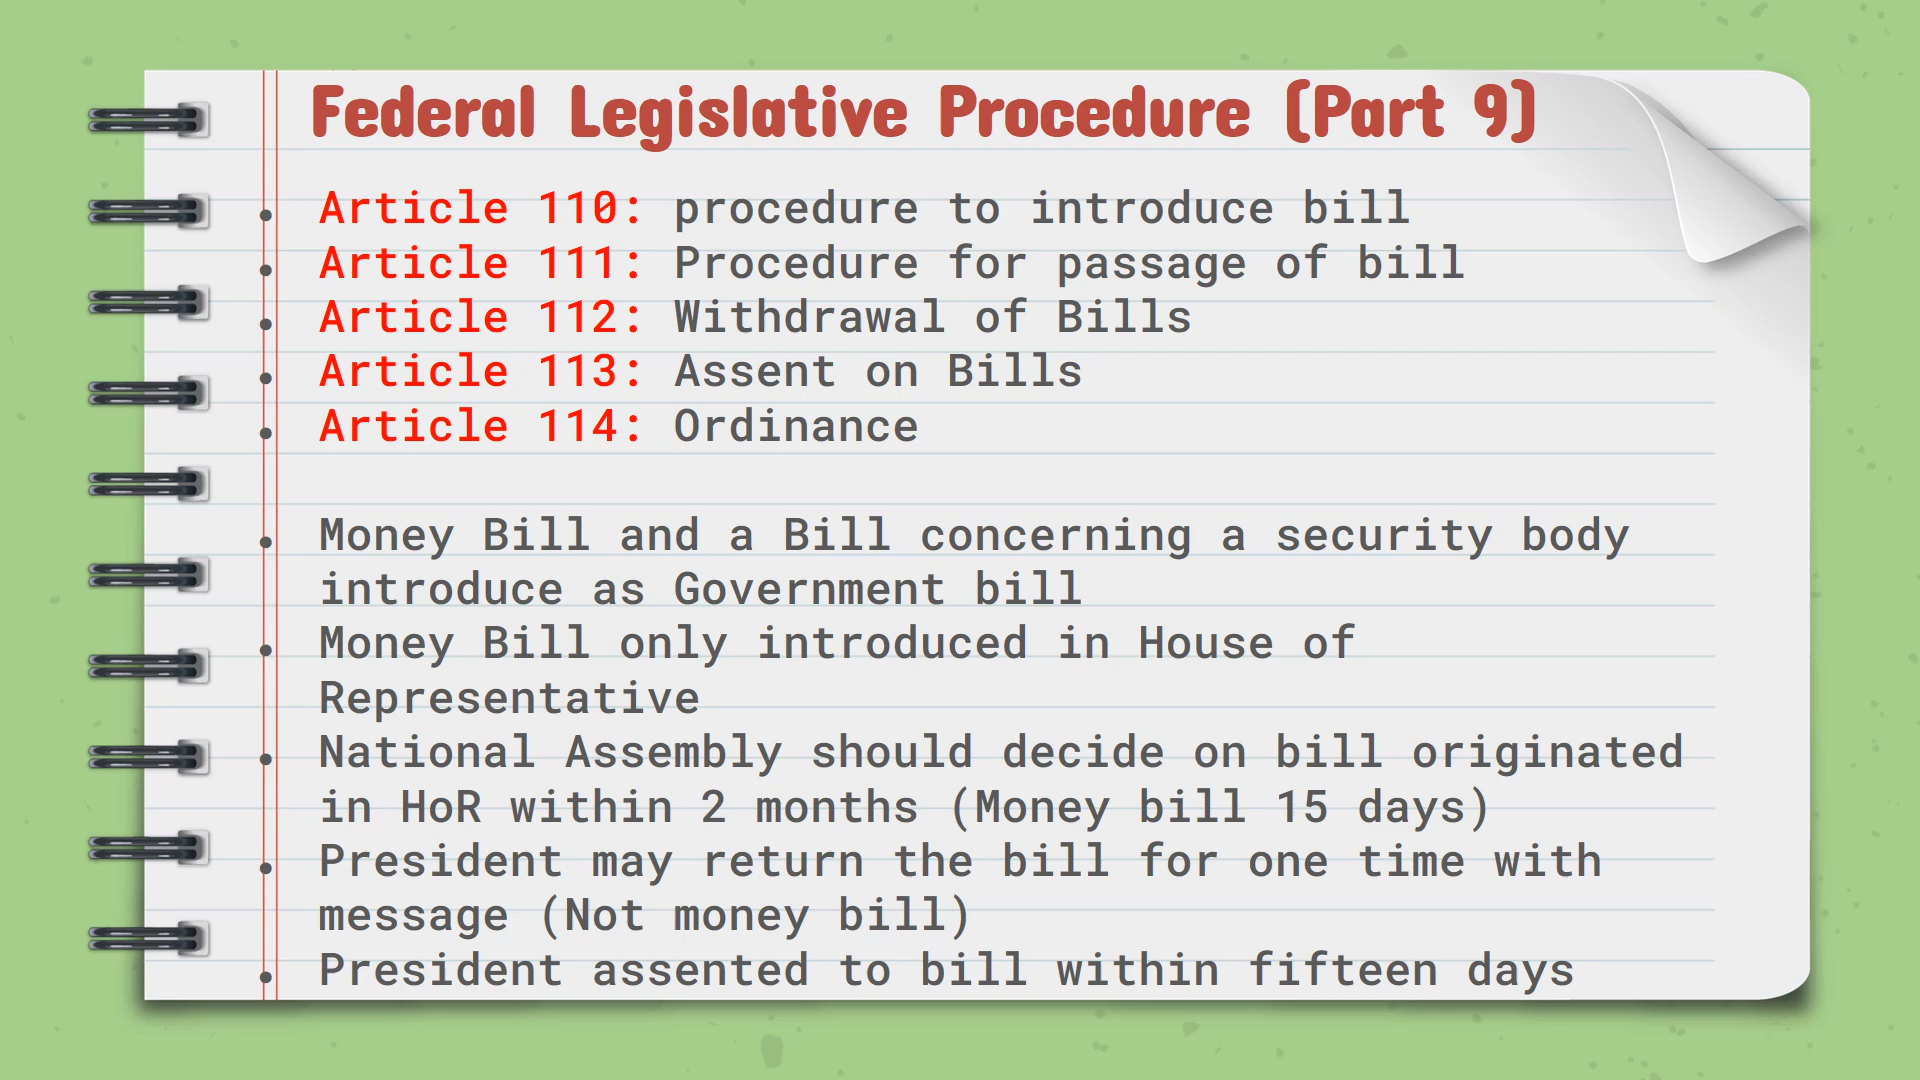 Federal Legislative Procedure (Part 9)
• Article 110: procedure to introduce bill
• Article 111: Procedure for passage of bill
• Article 112: Withdrawal of Bills
• Article 113: Assent on Bills
• Article 114: Ordinance
• Money Bill and a Bill concerning a security body
introduce as Government bill
• Money Bill only introduced in House of
Representative
• National Assembly should decide on bill originated
in HoR within 2 months (Money bill 15 days)
• President may return the bill for one time with
message (Not money bill)
• President assented to bill within fifteen days